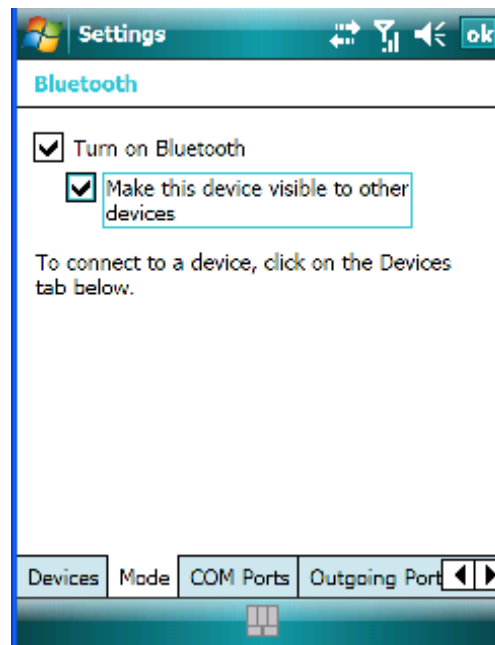 Settings
ok
Bluetooth
Turn on Bluetooth
Make this device visible to other
devices
To connect to a device, click on the Devices
tab below.
Devices Mode COM Ports Outgoing Port